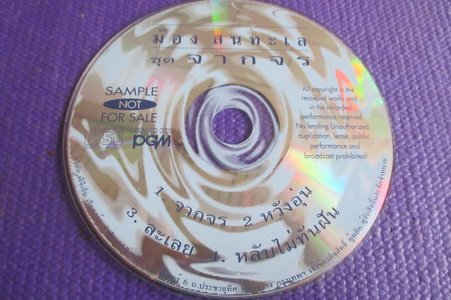 ม็อง สนทะเล
ชุด จากจร
SAMPLE
NOT
FOR SALE
PGM
All copyright in the
recorded works and
in the recorded
performance reserved.
No lending Unauthorized
duplication, lease, public
performance and
broadcast prohibited!
1. จากจร 2 หวังอุ่น
3. ละเลย 4. หลับไม่ทันฝัน